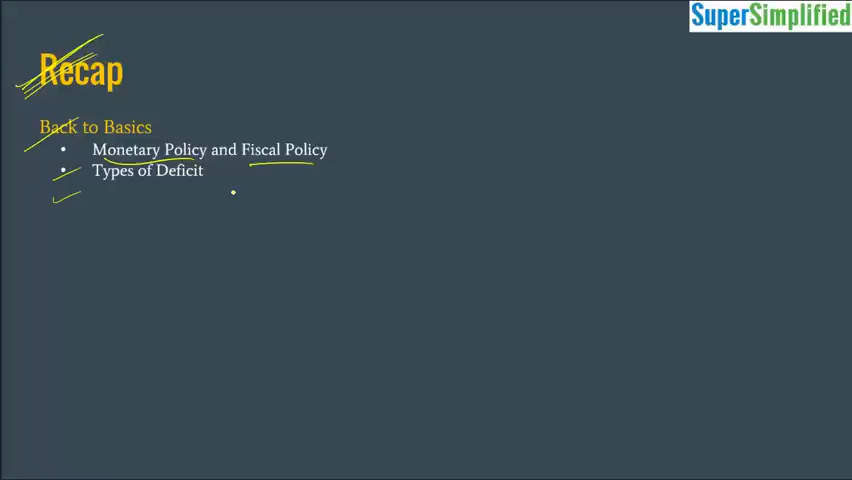 SuperSimplified
Recap
Back to Basics
• Monetary Policy and Fiscal Policy
• Types of Deficit